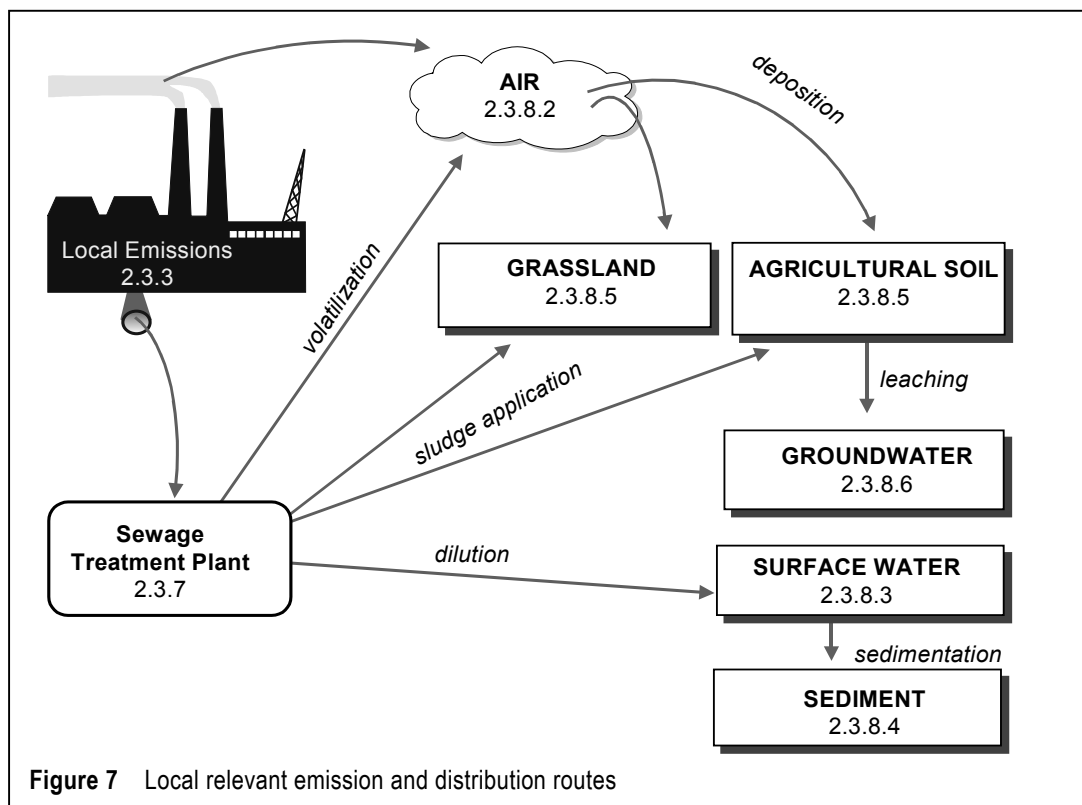 AIR
2.3.8.2
deposition
Local Emissions
2.3.3
volatilization
GRASSLAND
2.3.8.5
AGRICULTURAL SOIL
2.3.8.5
sludge application
leaching
GROUNDWATER
2.3.8.6
Sewage
Treatment Plant
2.3.7
dilution
SURFACE WATER
2.3.8.3
sedimentation
SEDIMENT
2.3.8.4
Figure 7 Local relevant emission and distribution routes